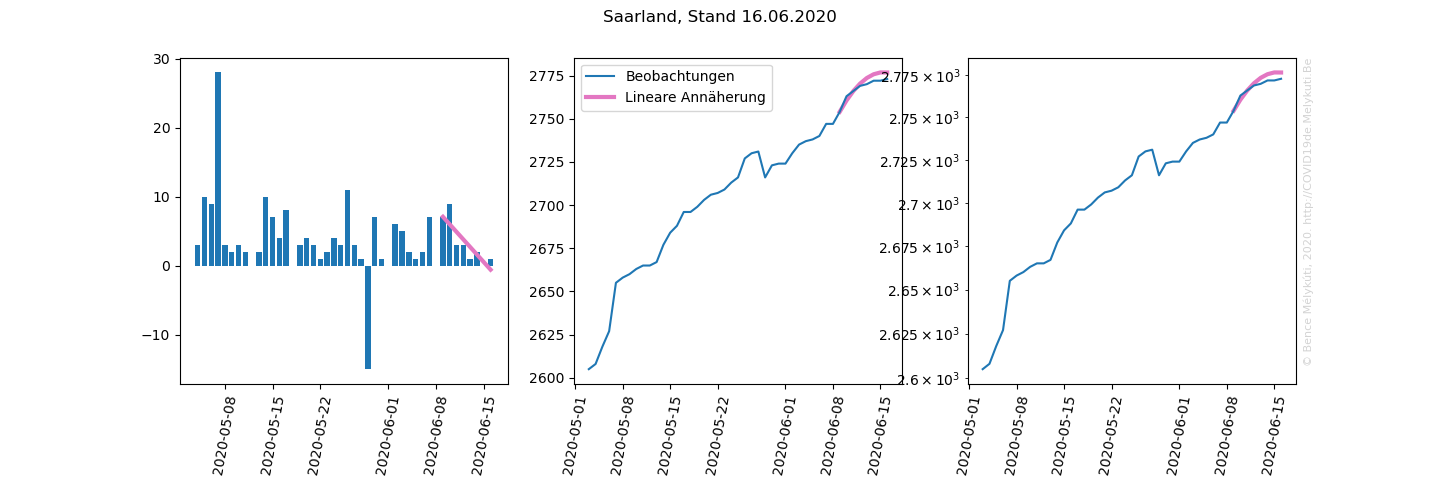 Saarland, Stand 16.06.2020
30
20
10
0
−10
2020-05-08
2020-05-15
2020-05-22
2020-06-01
2020-06-08
2020-06-15
Beobachtungen
Lineare Annäherung
2775
2750
2725
2700
2675
2650
2625
2600
2020-05-01
2020-05-08
2020-05-15
2020-05-22
2020-06-01
2020-06-08
2020-06-15
2.775 × 10³
2.75 × 10³
2.725 × 10³
2.7 × 10³
2.675 × 10³
2.65 × 10³
2.625 × 10³
2.6 × 10³
2020-05-01
2020-05-08
2020-05-15
2020-05-22
2020-06-01
2020-06-08
2020-06-15
© Bence Mélykúti, 2020 http://COVID19de.Melykuti.Be